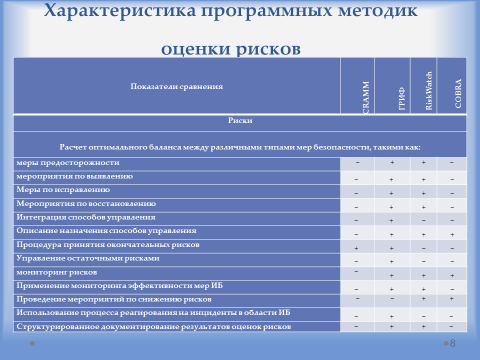 Характеристика программных методик
оценки рисков
Показатели сравнения CRAMM ГРИФ RiskWatch COBRA
Риски
Расчет оптимального баланса между различными типами мер безопасности, такими как:
меры предосторожности – + + –
мероприятия по выявлению – + + –
Меры по исправлению – + + –
Мероприятия по восстановлению – + + –
Интеграция способов управления – + – –
Описание назначения способов управления – + + +
Процедура принятия окончательных рисков + + – –
Управление остаточными рисками – + – –
мониторинг рисков – + + +
Применение мониторинга эффективности мер ИБ – + + –
Проведение мероприятий по снижению рисков – – + +
Использование процесса реагирования на инциденты в области ИБ – + – –
Структурированное документирование результатов оценок рисков – + + –
8